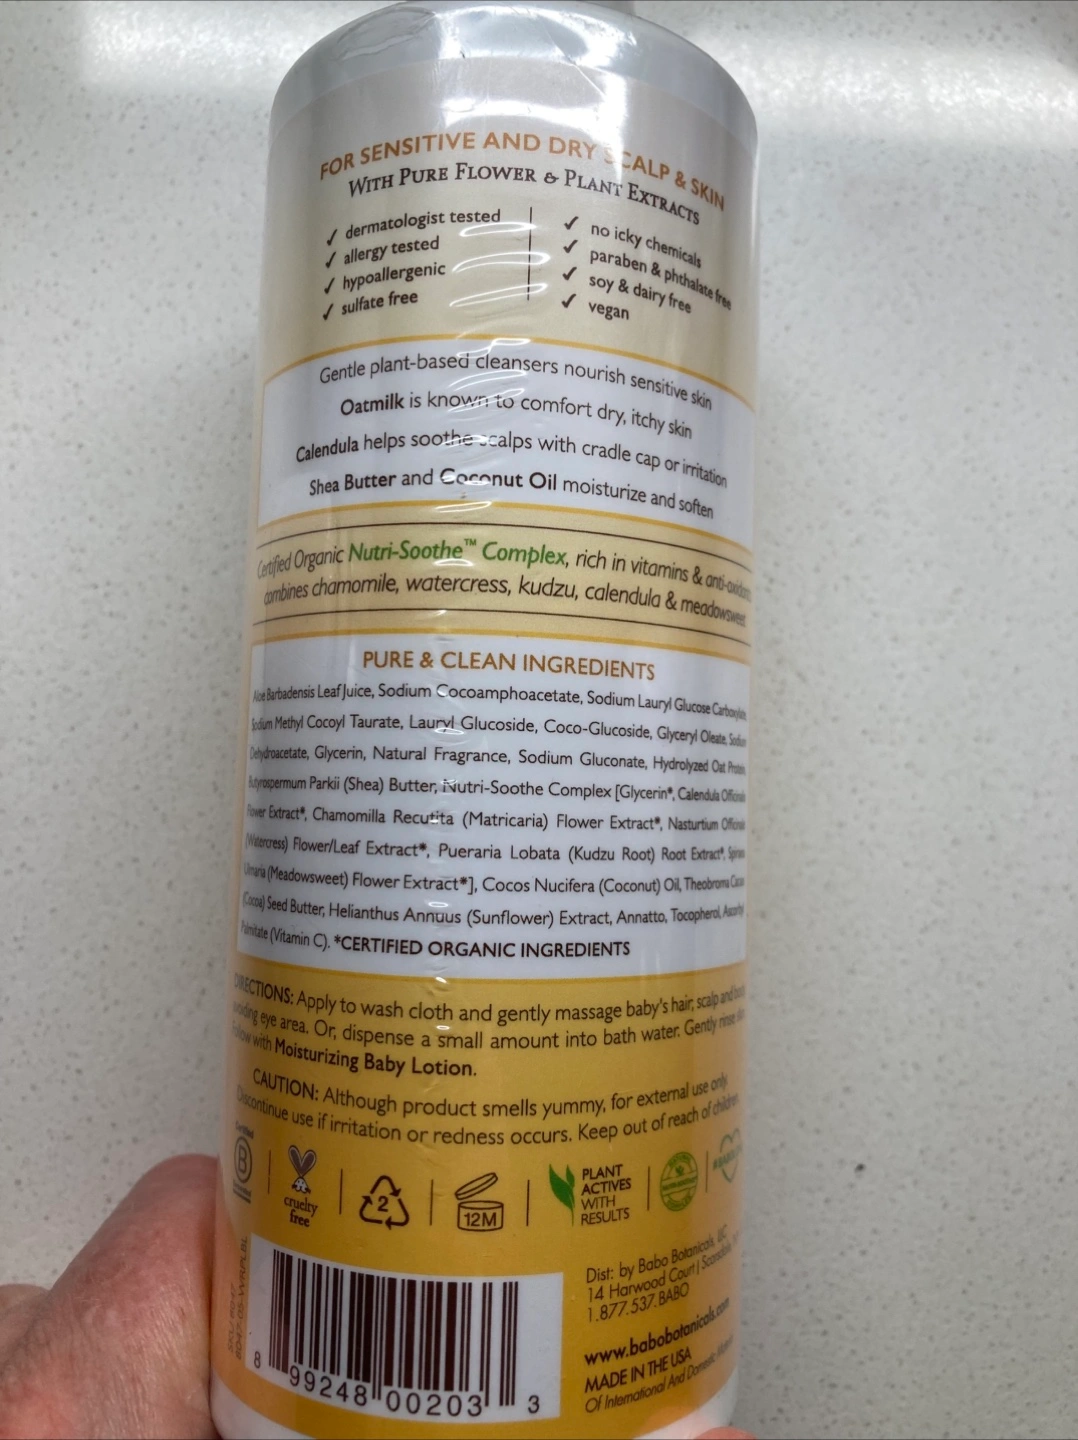 FOR SENSITIVE AND DRY SCALP & SKIN
WITH PURE FLOWER & PLANT EXTRACTS
✓ dermatologist tested
✓ allergy tested
✓ hypoallergenic
✓ sulfate free
✓ no icky chemicals
✓ paraben & phthalate free
✓ soy & dairy free
✓ vegan
Gentle plant-based cleansers nourish sensitive skin
Oatmilk is known to comfort dry, itchy skin
Calendula helps soothe scalps with cradle cap or irritation
Shea Butter and Coconut Oil moisturize and soften
Certified Organic Nutri-Soothe™ Complex, rich in vitamins & anti-oxidants
combines chamomile, watercress, kudzu, calendula & meadowsweet
PURE & CLEAN INGREDIENTS
Aloe Barbadensis Leaf Juice, Sodium Cocoamphoacetate, Sodium Lauryl Glucose Carboxylate,
Sodium Methyl Cocoyl Taurate, Lauryl Glucoside, Coco-Glucoside, Glyceryl Oleate, Sodium
Dehydroacetate, Glycerin, Natural Fragrance, Sodium Gluconate, Hydrolyzed Oat Protein,
Butyrospermum Parkii (Shea) Butter, Nutri-Soothe Complex [Glycerin*, Calendula Officinalis
Flower Extract*, Chamomilla Recutita (Matricaria) Flower Extract*, Nasturtium Officinale
(Watercress) Flower/Leaf Extract*, Pueraria Lobata (Kudzu Root) Root Extract*, Spiraea
Ulmaria (Meadowsweet) Flower Extract*], Cocos Nucifera (Coconut) Oil, Theobroma Cacao
(Cocoa) Seed Butter, Helianthus Annuus (Sunflower) Extract, Annatto, Tocopherol, Ascorbyl
Palmitate (Vitamin C). *CERTIFIED ORGANIC INGREDIENTS
DIRECTIONS: Apply to wash cloth and gently massage baby's hair, scalp and body
avoiding eye area. Or, dispense a small amount into bath water. Gently rinse
Follow with Moisturizing Baby Lotion.
CAUTION: Although product smells yummy, for external use only.
Discontinue use if irritation or redness occurs. Keep out of reach of children.
Certified
B
cruelty
free
2
12M
PLANT
ACTIVES
WITH
RESULTS
Dist: by Babo Botanicals, LLC
14 Harwood Court | Scarsdale,
1.877.537.BABO
www.babobotanicals.com
MADE IN THE USA
Of International And Domestic
8 99248 00203 3